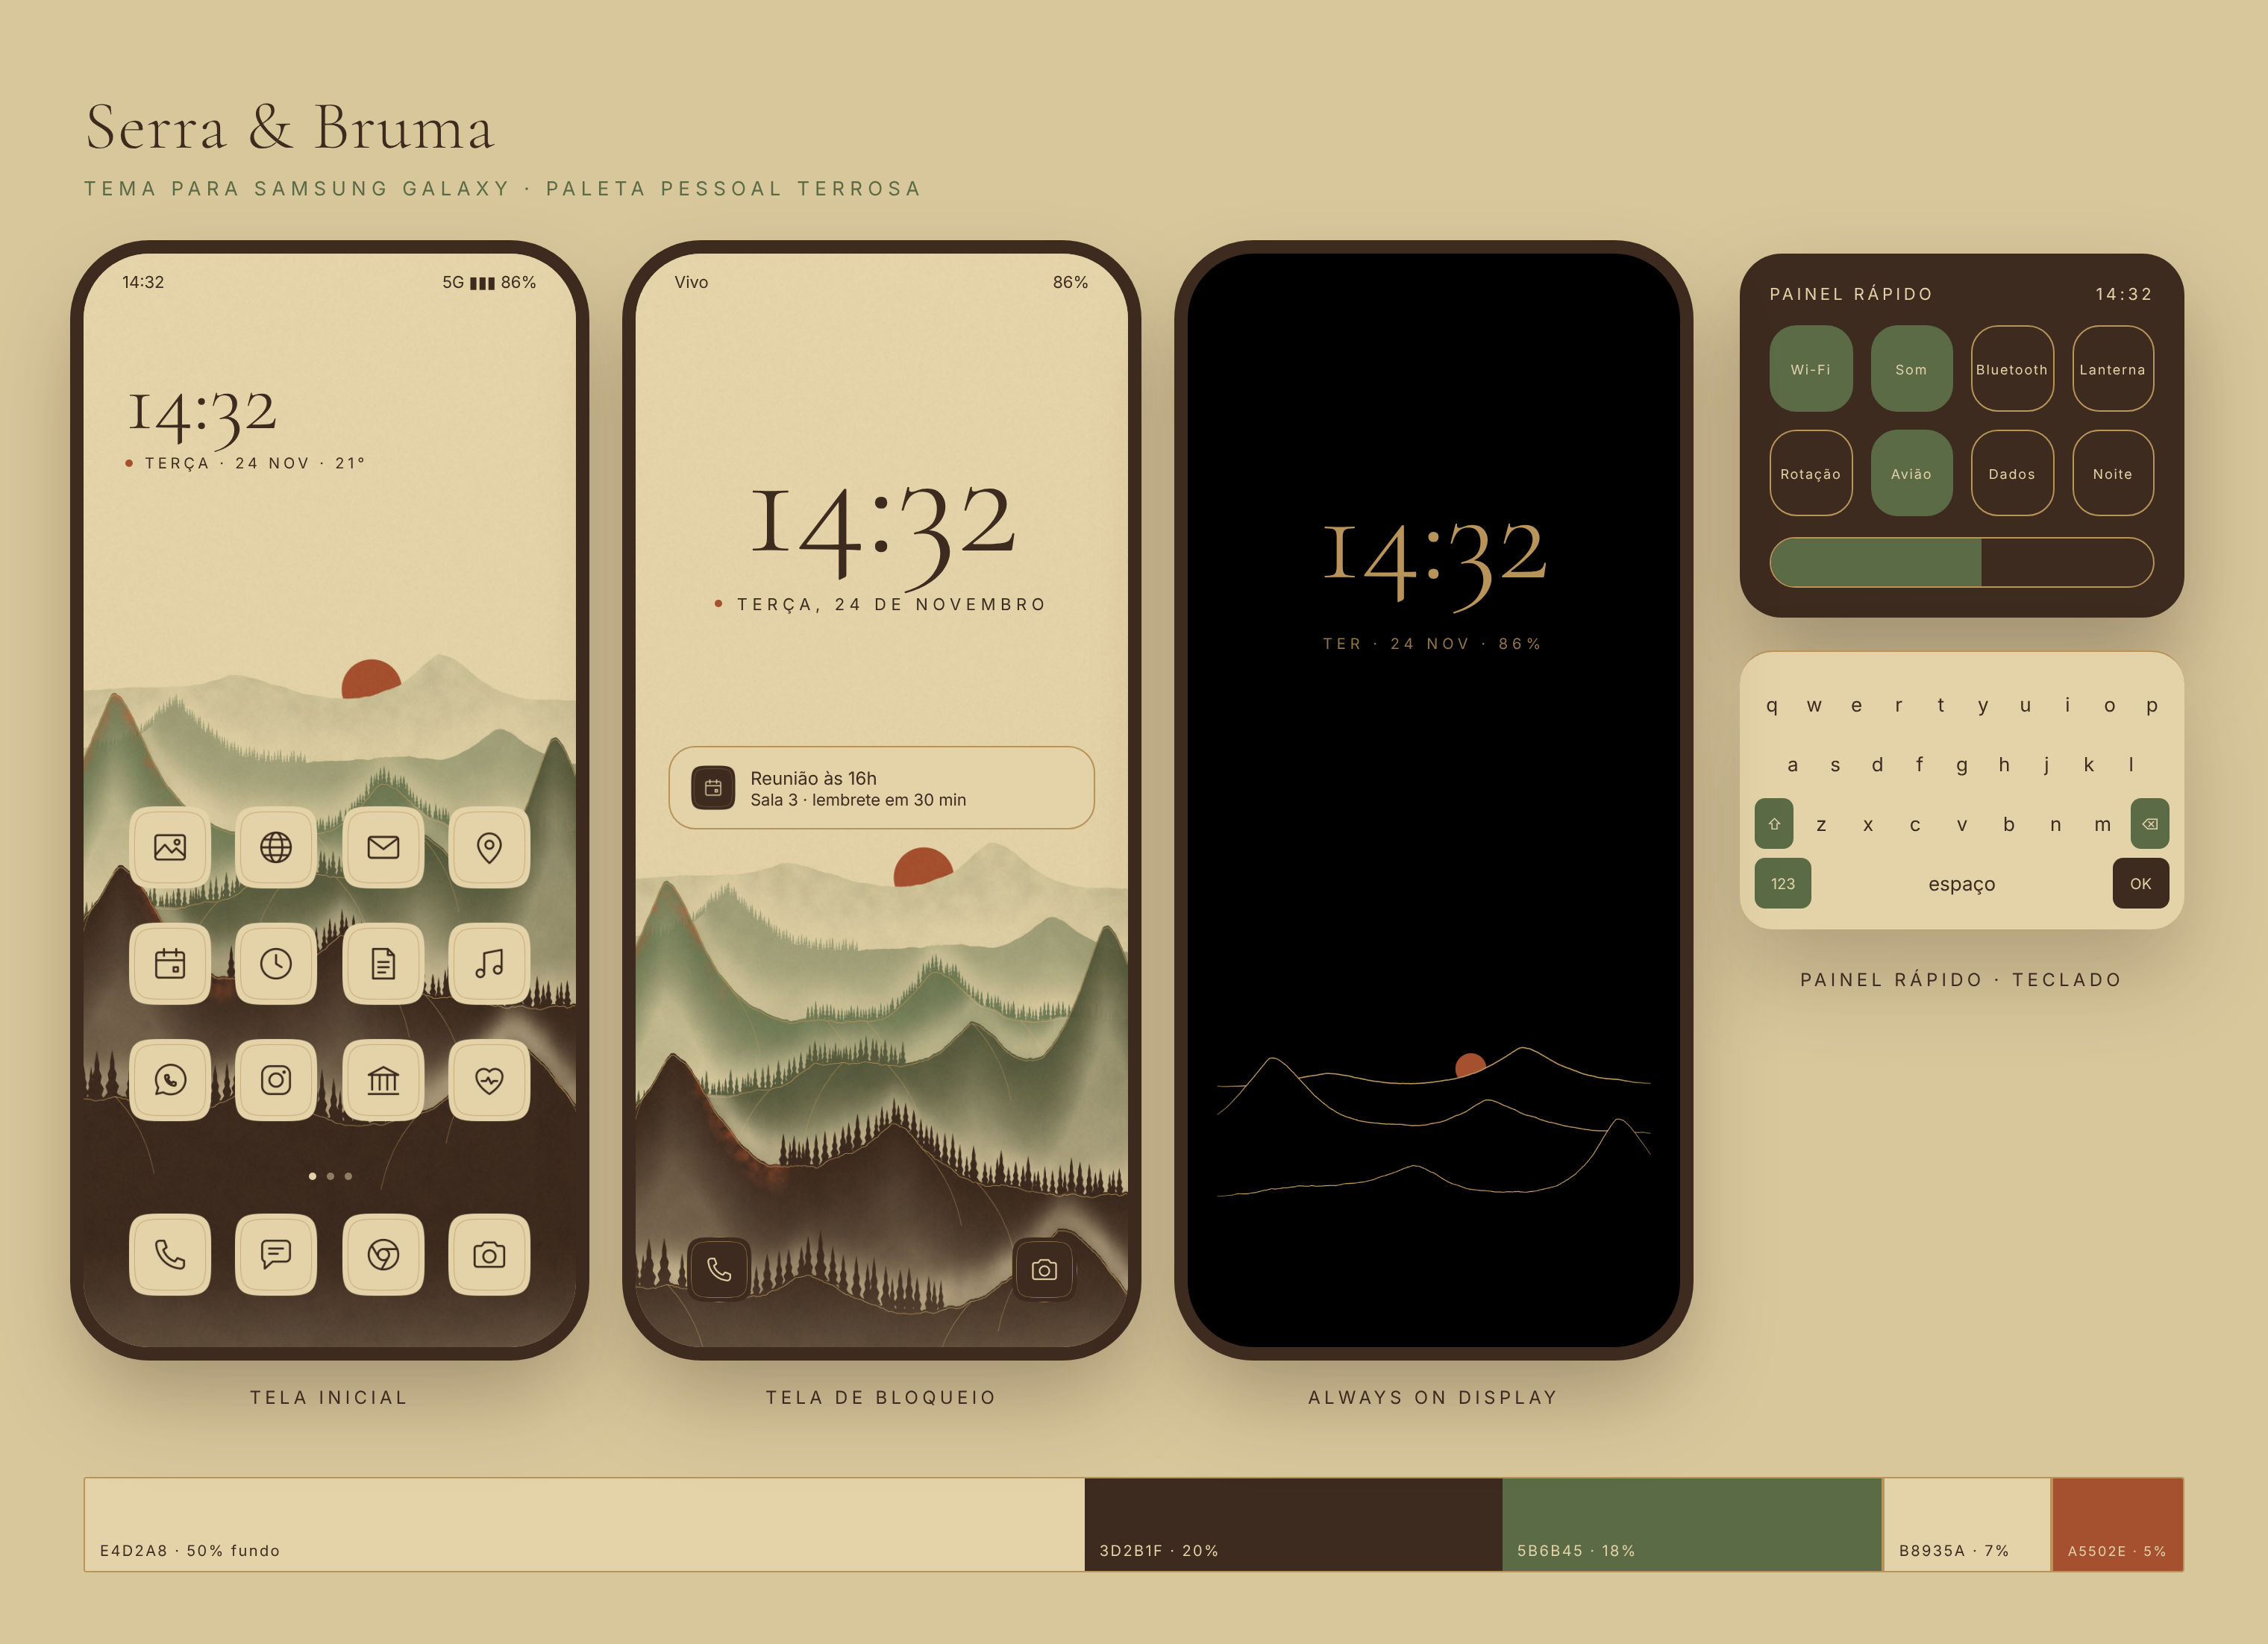 Serra & Bruma
TEMA PARA SAMSUNG GALAXY · PALETA PESSOAL TERROSA
14:32
5G 86%
14:32
TERÇA · 24 NOV · 21°
TELA INICIAL
Vivo
86%
14:32
TERÇA, 24 DE NOVEMBRO
Reunião às 16h
Sala 3 · lembrete em 30 min
TELA DE BLOQUEIO
14:32
TER · 24 NOV · 86%
ALWAYS ON DISPLAY
PAINEL RÁPIDO 14:32
Wi-Fi Som Bluetooth Lanterna
Rotação Avião Dados Noite
q w e r t y u i o p
a s d f g h j k l
z x c v b n m
123 espaço OK
PAINEL RÁPIDO · TECLADO
E4D2A8 · 50% fundo
3D2B1F · 20%
5B6B45 · 18%
B8935A · 7%
A5502E · 5%